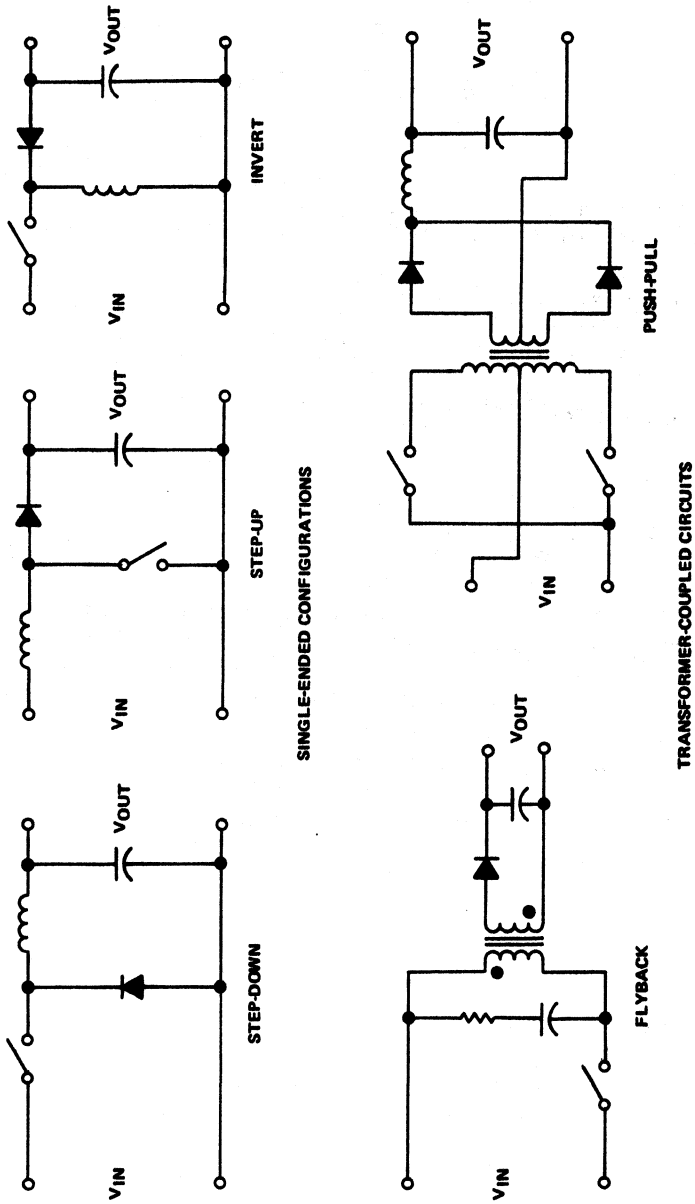 VIN
VOUT
STEP-DOWN
VIN
VOUT
STEP-UP
VIN
VOUT
INVERT
SINGLE-ENDED CONFIGURATIONS
VIN
VOUT
FLYBACK
VIN
VOUT
PUSH-PULL
TRANSFORMER-COUPLED CIRCUITS